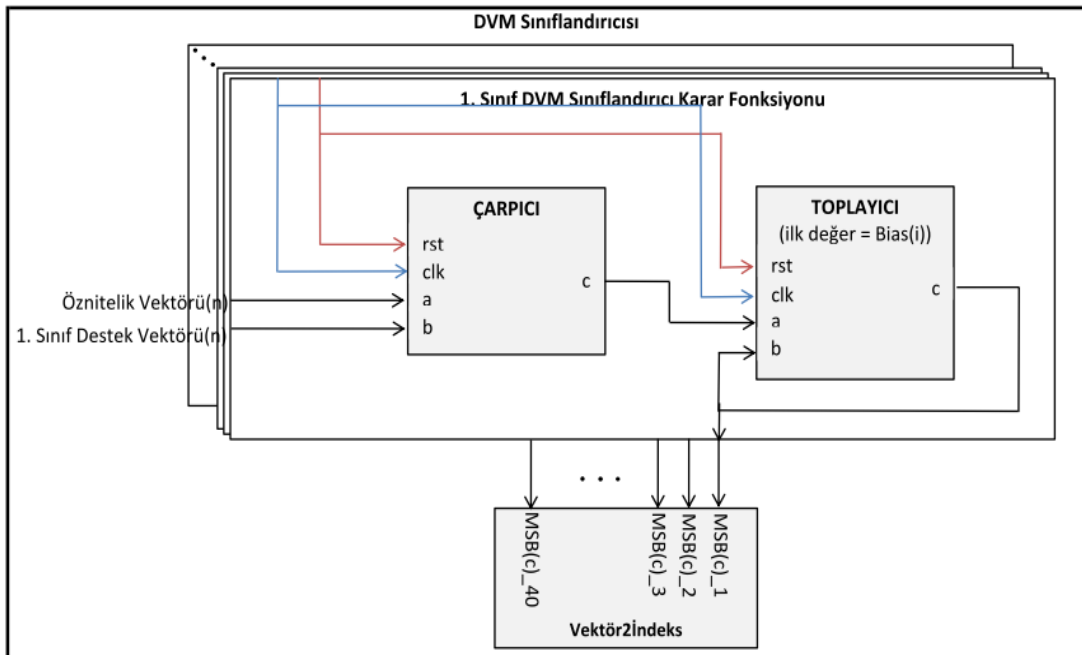 DVM Sınıflandırıcısı
1. Sınıf DVM Sınıflandırıcı Karar Fonksiyonu
ÇARPICI
rst
clk
a
b
c
TOPLAYICI
(ilk değer = Bias(i))
rst
clk
a
b
c
Öznitelik Vektörü(n)
1. Sınıf Destek Vektörü(n)
. . .
MSB(c)_40
MSB(c)_3
MSB(c)_2
MSB(c)_1
Vektör2İndeks